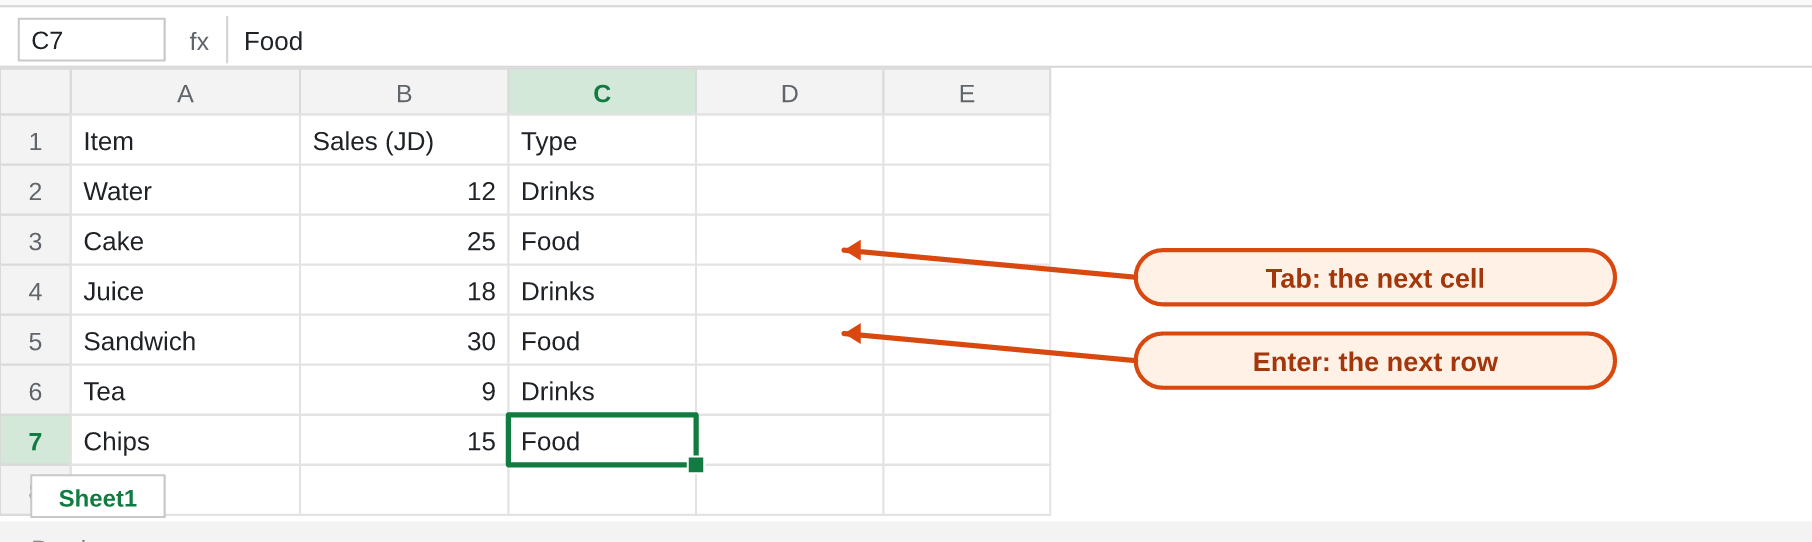 C7 fx Food
A B C D E
1 Item Sales (JD) Type
2 Water 12 Drinks
3 Cake 25 Food
4 Juice 18 Drinks
5 Sandwich 30 Food
6 Tea 9 Drinks
7 Chips 15 Food
Tab: the next cell
Enter: the next row
Sheet1